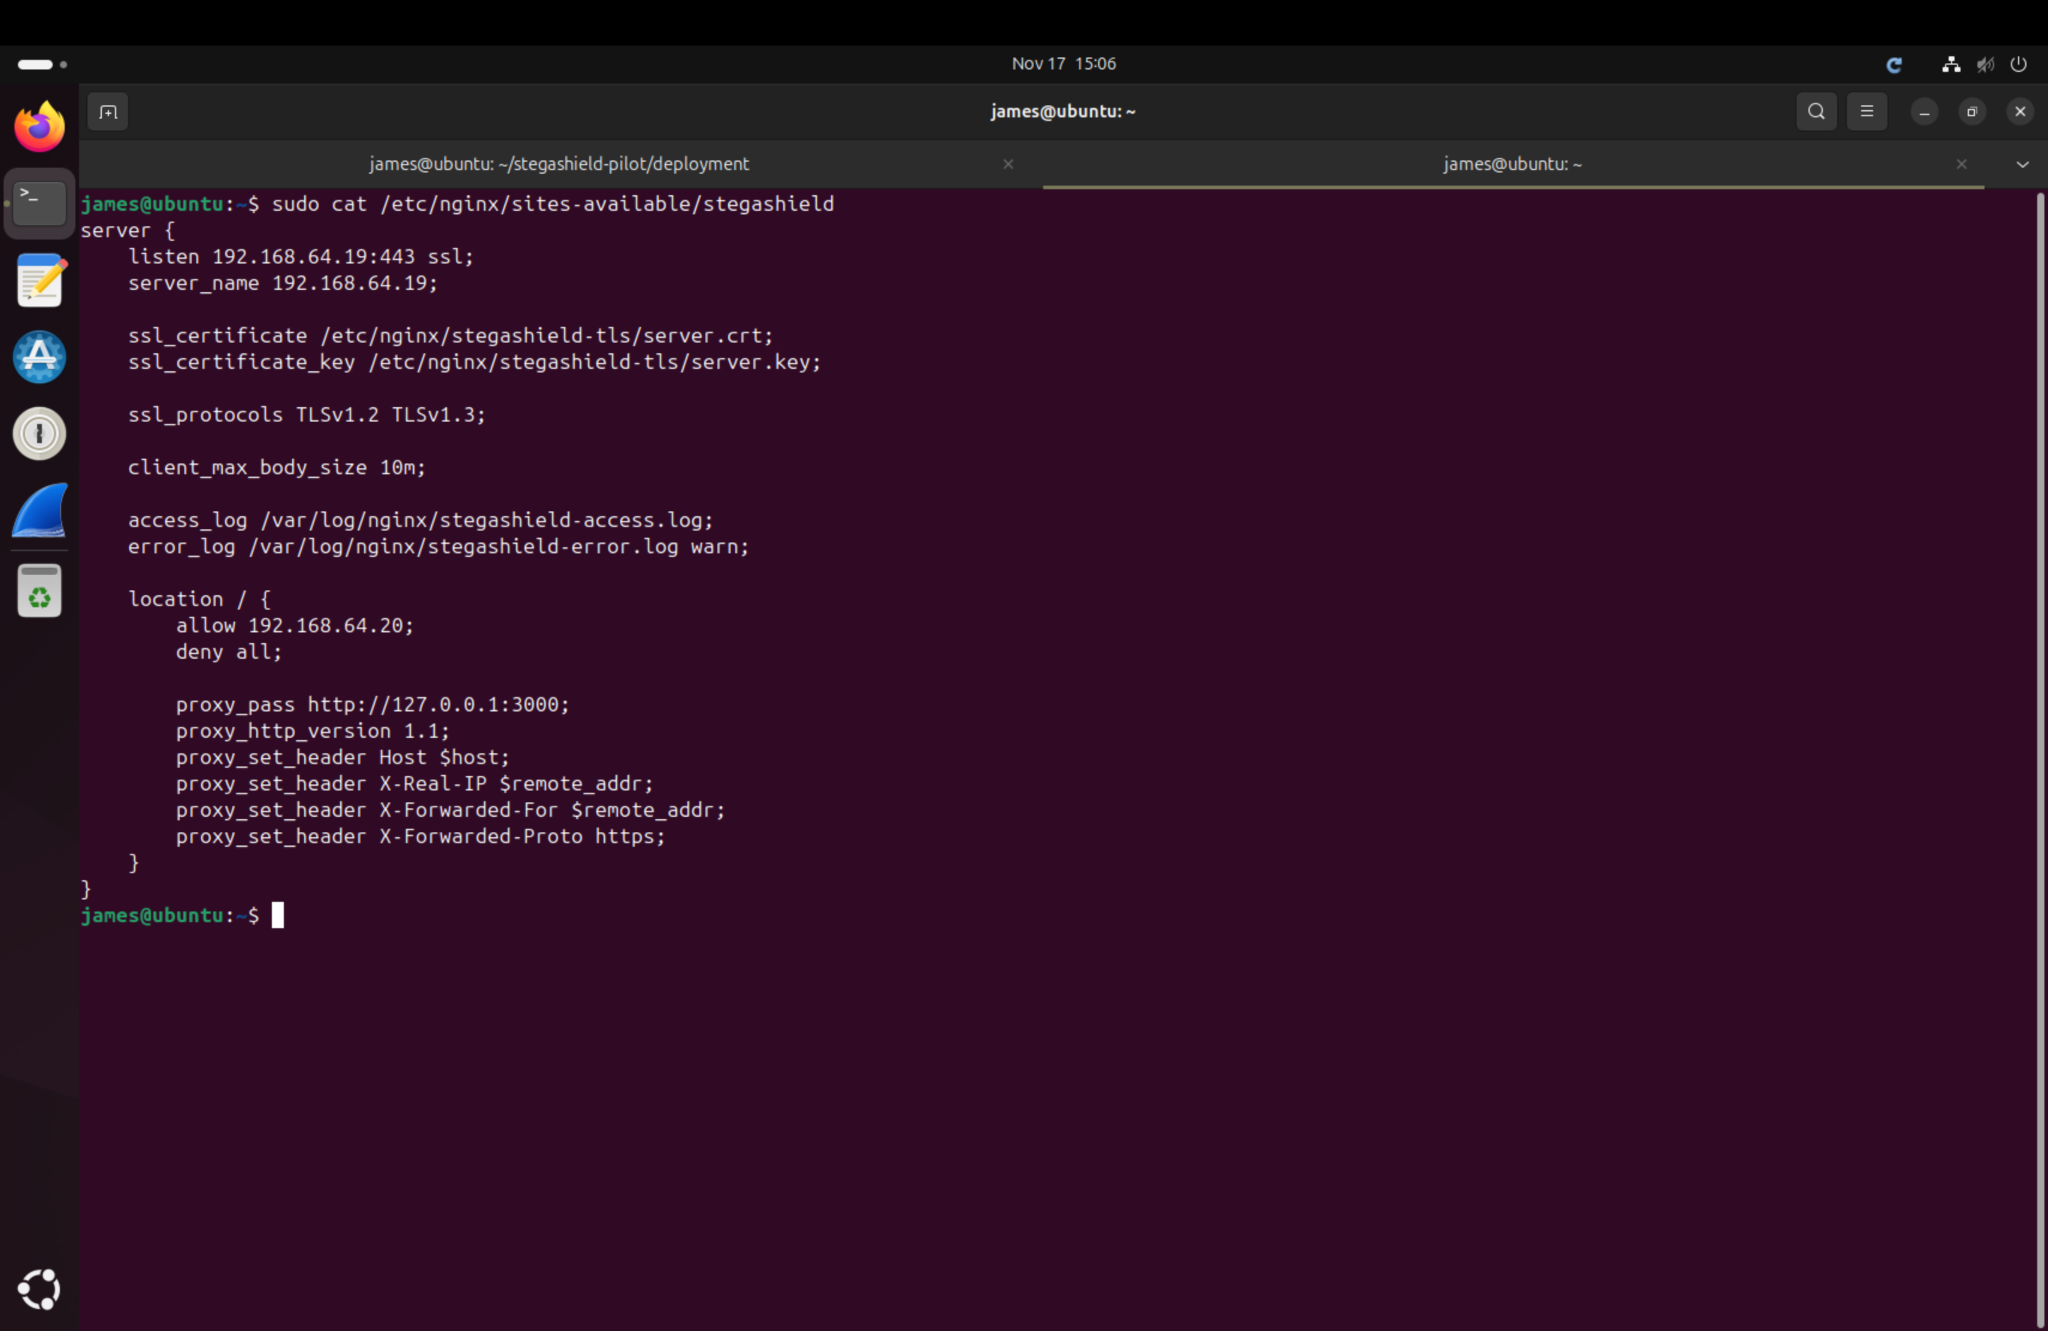 Nov 17 15:06
james@ubuntu: ~
james@ubuntu: ~/stegashield-pilot/deployment
james@ubuntu: ~
james@ubuntu:~$ sudo cat /etc/nginx/sites-available/stegashield
server {
    listen 192.168.64.19:443 ssl;
    server_name 192.168.64.19;

    ssl_certificate /etc/nginx/stegashield-tls/server.crt;
    ssl_certificate_key /etc/nginx/stegashield-tls/server.key;

    ssl_protocols TLSv1.2 TLSv1.3;

    client_max_body_size 10m;

    access_log /var/log/nginx/stegashield-access.log;
    error_log /var/log/nginx/stegashield-error.log warn;

    location / {
        allow 192.168.64.20;
        deny all;

        proxy_pass http://127.0.0.1:3000;
        proxy_http_version 1.1;
        proxy_set_header Host $host;
        proxy_set_header X-Real-IP $remote_addr;
        proxy_set_header X-Forwarded-For $remote_addr;
        proxy_set_header X-Forwarded-Proto https;
    }
}
james@ubuntu:~$